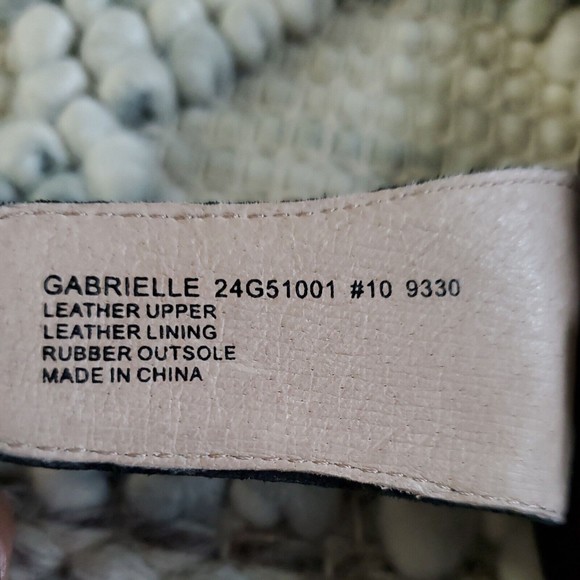 GABRIELLE 24G51001 #10 9330
LEATHER UPPER
LEATHER LINING
RUBBER OUTSOLE
MADE IN CHINA